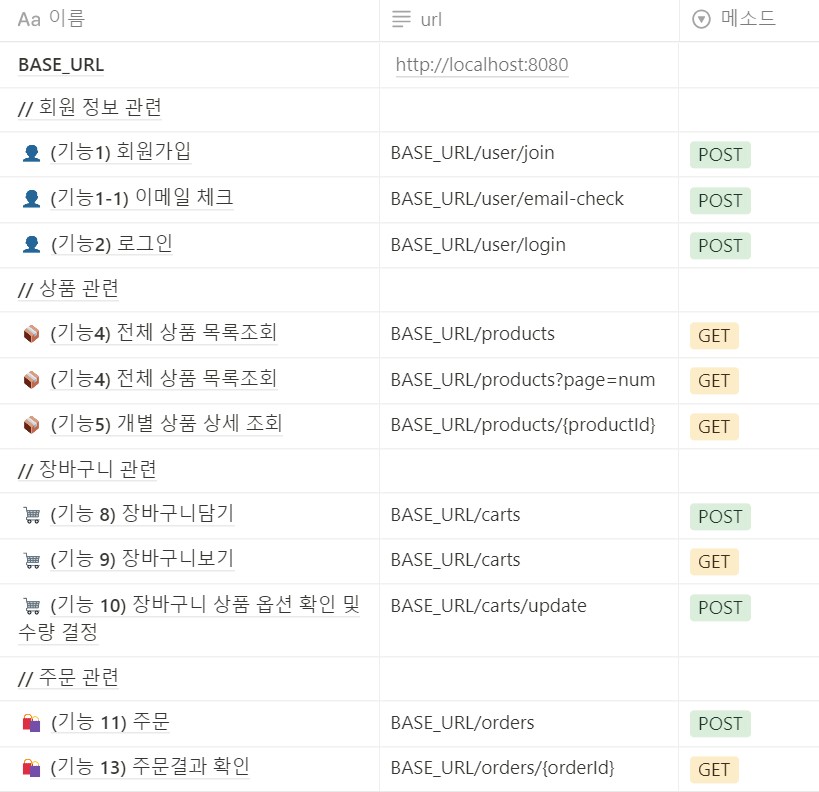 Aa 이름 url 메소드
BASE_URL http://localhost:8080
// 회원 정보 관련
(기능1) 회원가입 BASE_URL/user/join POST
(기능1-1) 이메일 체크 BASE_URL/user/email-check POST
(기능2) 로그인 BASE_URL/user/login POST
// 상품 관련
(기능4) 전체 상품 목록조회 BASE_URL/products GET
(기능4) 전체 상품 목록조회 BASE_URL/products?page=num GET
(기능5) 개별 상품 상세 조회 BASE_URL/products/{productId} GET
// 장바구니 관련
(기능 8) 장바구니담기 BASE_URL/carts POST
(기능 9) 장바구니보기 BASE_URL/carts GET
(기능 10) 장바구니 상품 옵션 확인 및 BASE_URL/carts/update POST
수량 결정
// 주문 관련
(기능 11) 주문 BASE_URL/orders POST
(기능 13) 주문결과 확인 BASE_URL/orders/{orderId} GET